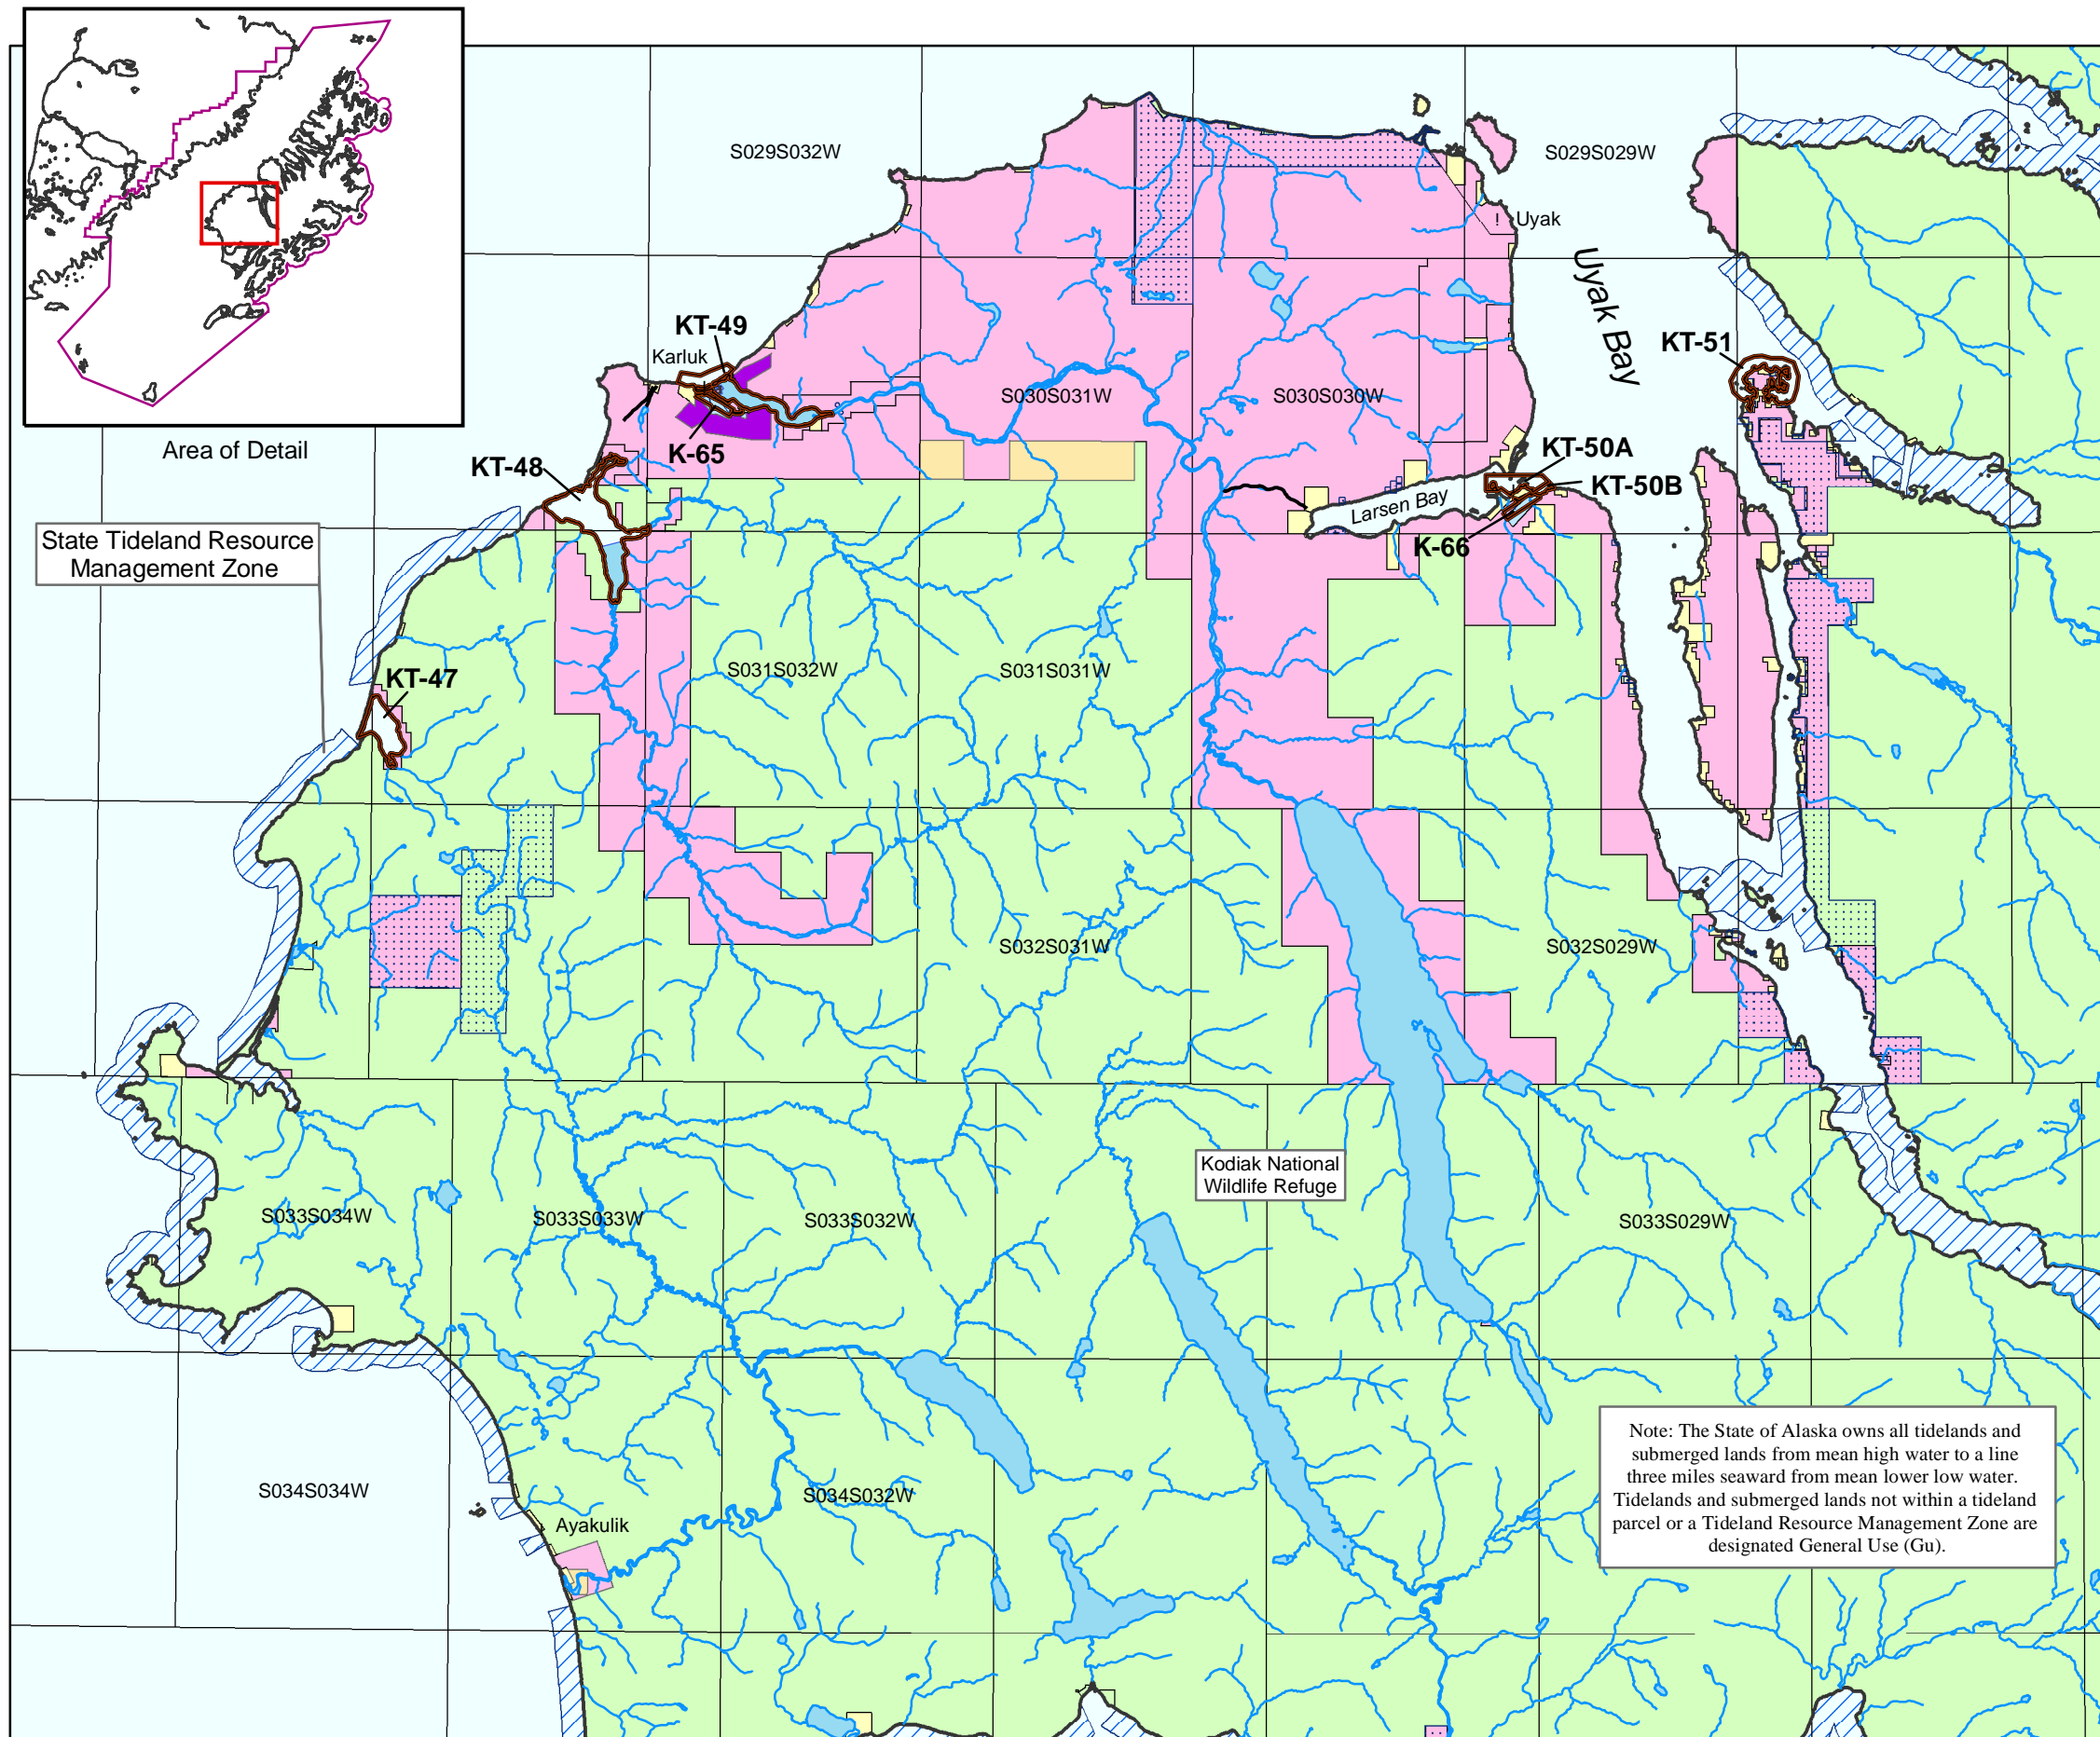 S029S032W
S029S029W
Uyak
Uyak Bay
KT-49
Karluk
KT-51
S030S031W
S030S030W
Area of Detail
K-65
KT-48
KT-50A
KT-50B
Larsen Bay
K-66
State Tideland Resource
Management Zone
KT-47
S031S032W
S031S031W
S032S031W
S032S029W
Kodiak National
Wildlife Refuge
S033S034W
S033S033W
S033S032W
S033S029W
Note: The State of Alaska owns all tidelands and
submerged lands from mean high water to a line
three miles seaward from mean lower low water.
Tidelands and submerged lands not within a tideland
parcel or a Tideland Resource Management Zone are
designated General Use (Gu).
S034S034W
S034S032W
Ayakulik